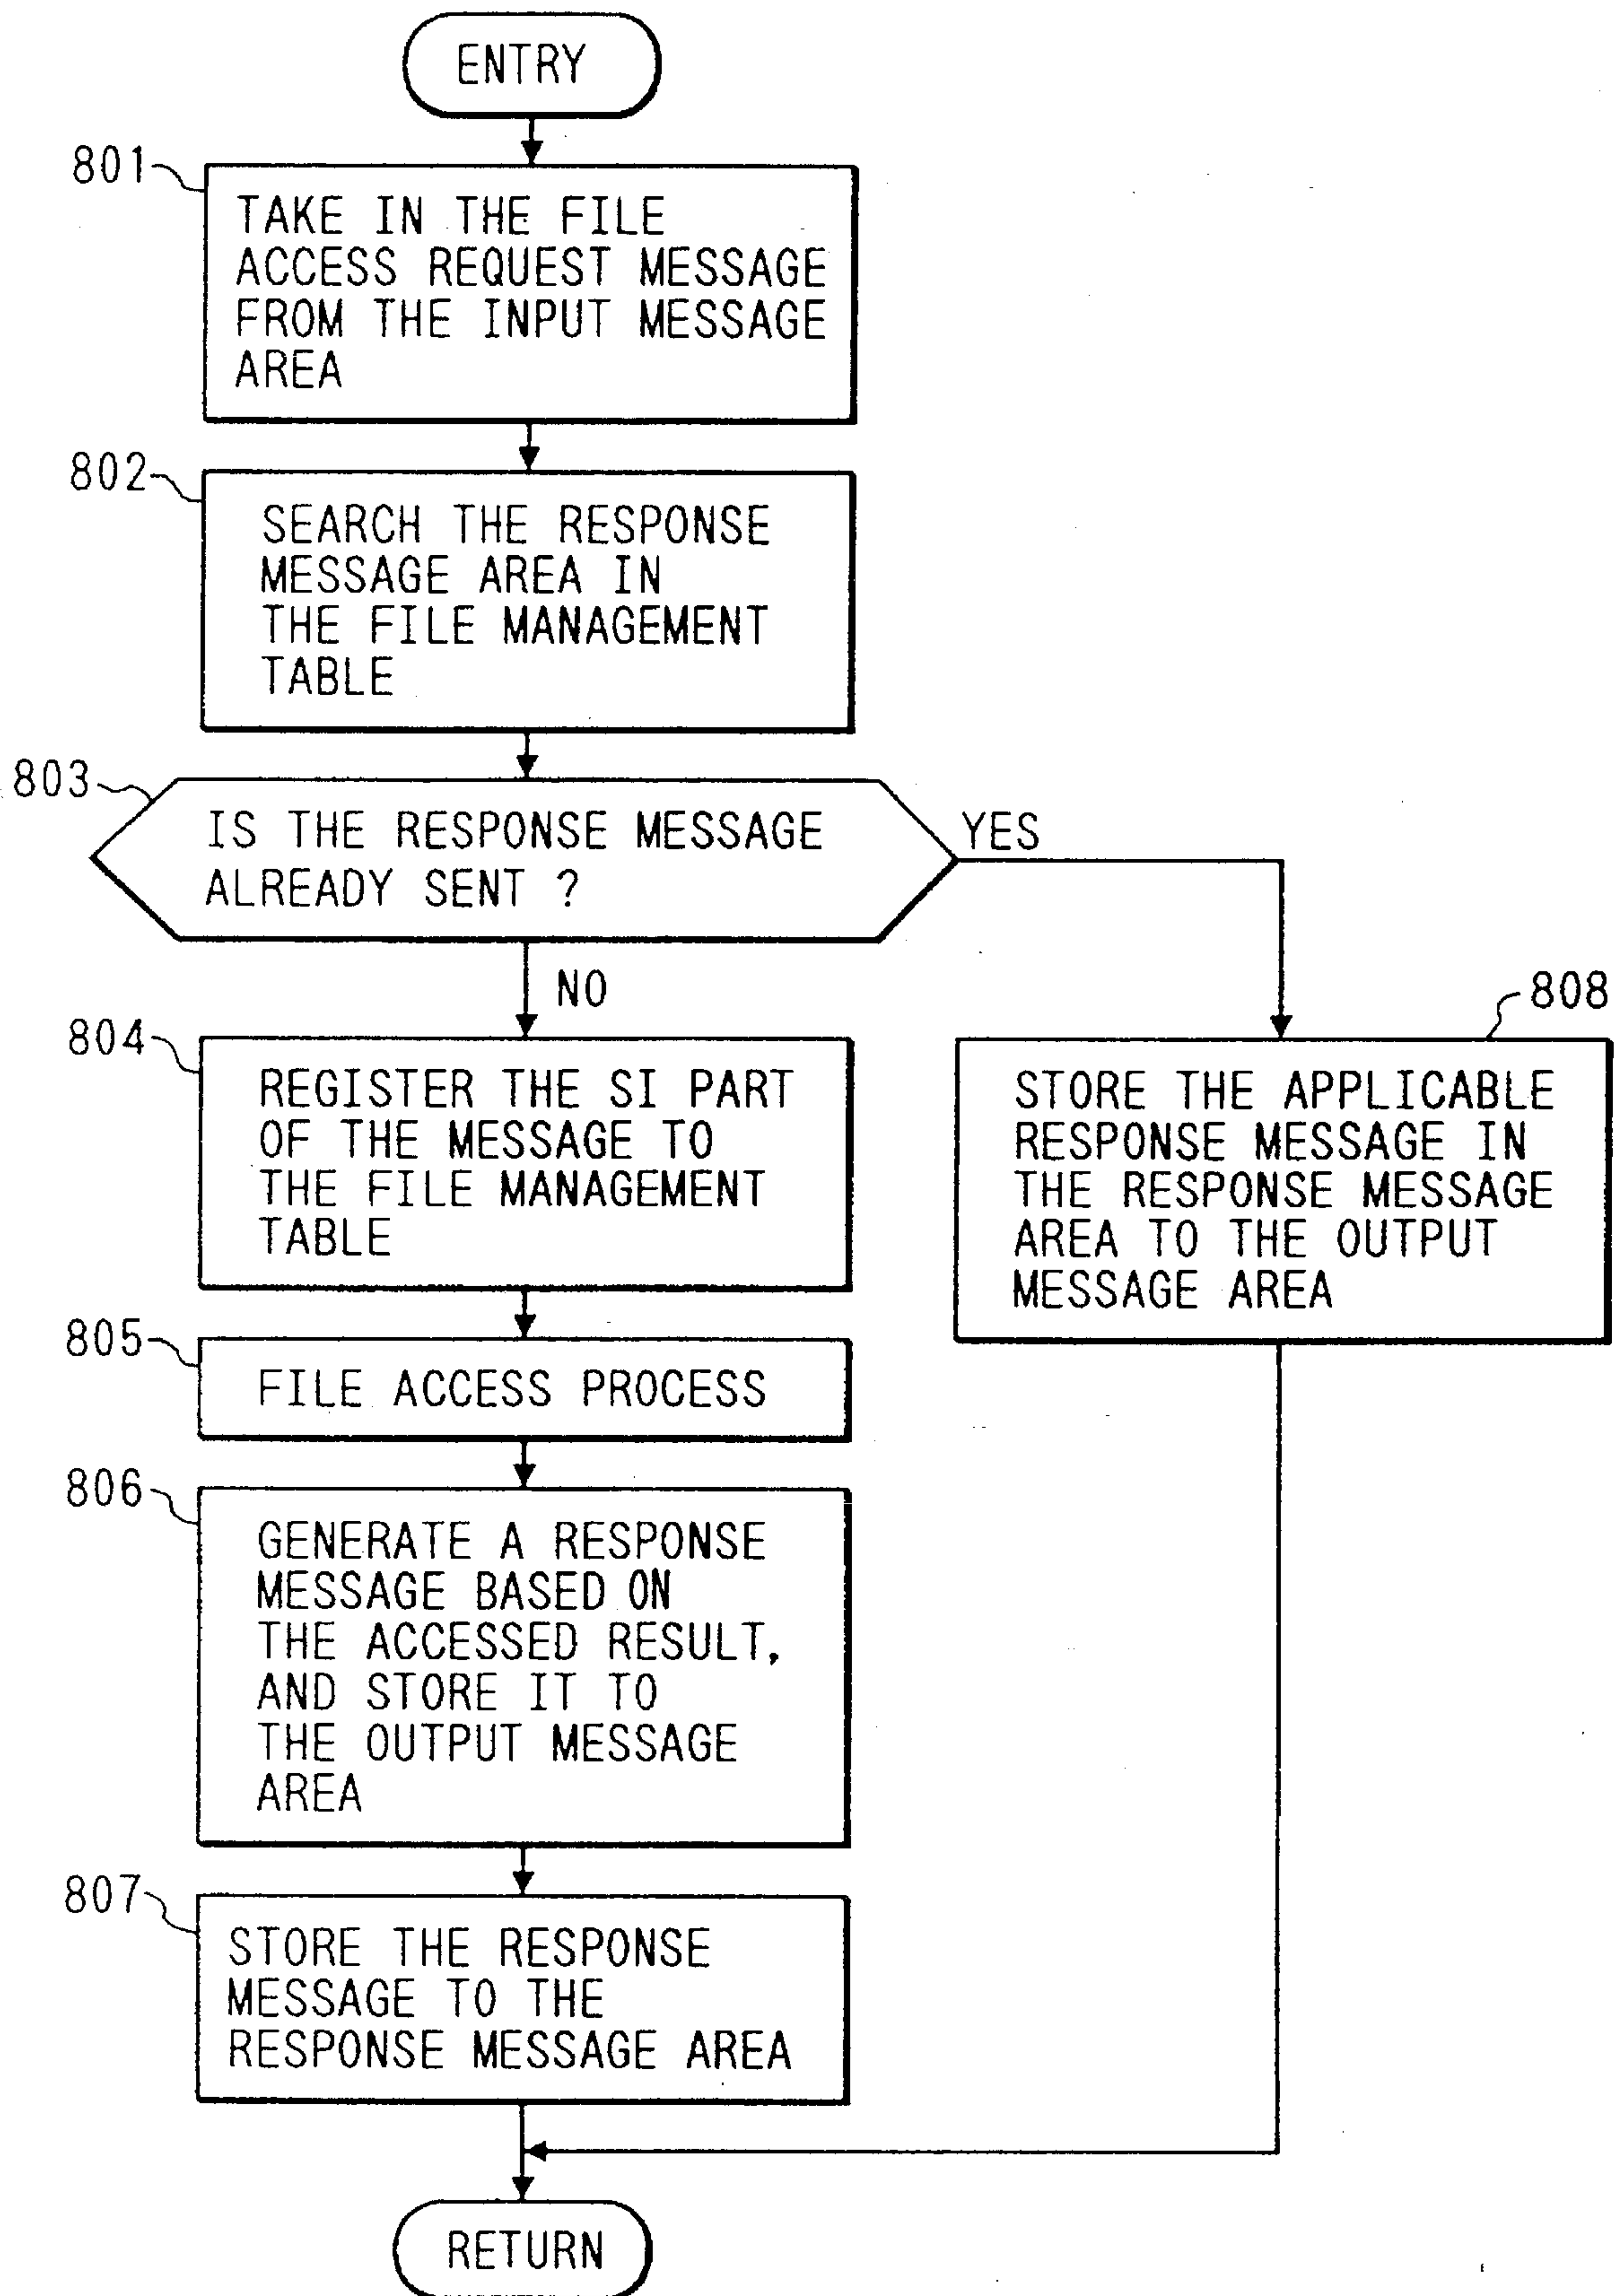 ENTRY
801
TAKE IN THE FILE
ACCESS REQUEST MESSAGE
FROM THE INPUT MESSAGE
AREA
802
SEARCH THE RESPONSE
MESSAGE AREA IN
THE FILE MANAGEMENT
TABLE
803
IS THE RESPONSE MESSAGE
ALREADY SENT ?
YES
NO
804
REGISTER THE SI PART
OF THE MESSAGE TO
THE FILE MANAGEMENT
TABLE
808
STORE THE APPLICABLE
RESPONSE MESSAGE IN
THE RESPONSE MESSAGE
AREA TO THE OUTPUT
MESSAGE AREA
805
FILE ACCESS PROCESS
806
GENERATE A RESPONSE
MESSAGE BASED ON
THE ACCESSED RESULT,
AND STORE IT TO
THE OUTPUT MESSAGE
AREA
807
STORE THE RESPONSE
MESSAGE TO THE
RESPONSE MESSAGE AREA
RETURN